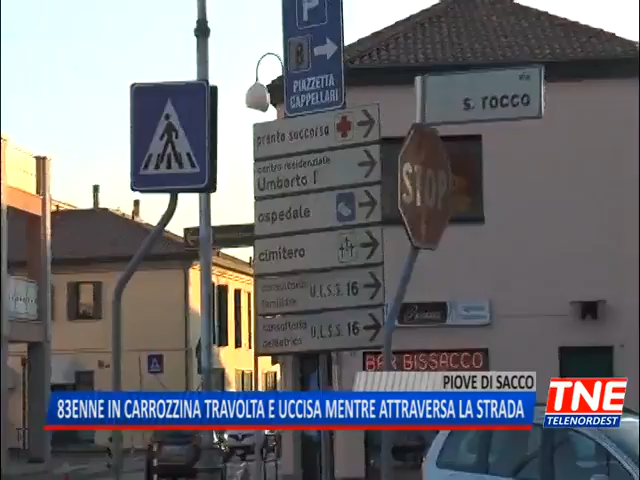 P
PIAZZETTA
CAPPELLARI
via
S. ROCCO
pronto soccorso
centro residenziale
Umberto I
ospedale
cimitero
consultorio
familiare U.L.S.S. 16
consultorio
geriatrico U.L.S.S. 16
STOP
BAR BISSACCO
PIOVE DI SACCO
83ENNE IN CARROZZINA TRAVOLTA E UCCISA MENTRE ATTRAVERSA LA STRADA
TNE
TELENORDEST